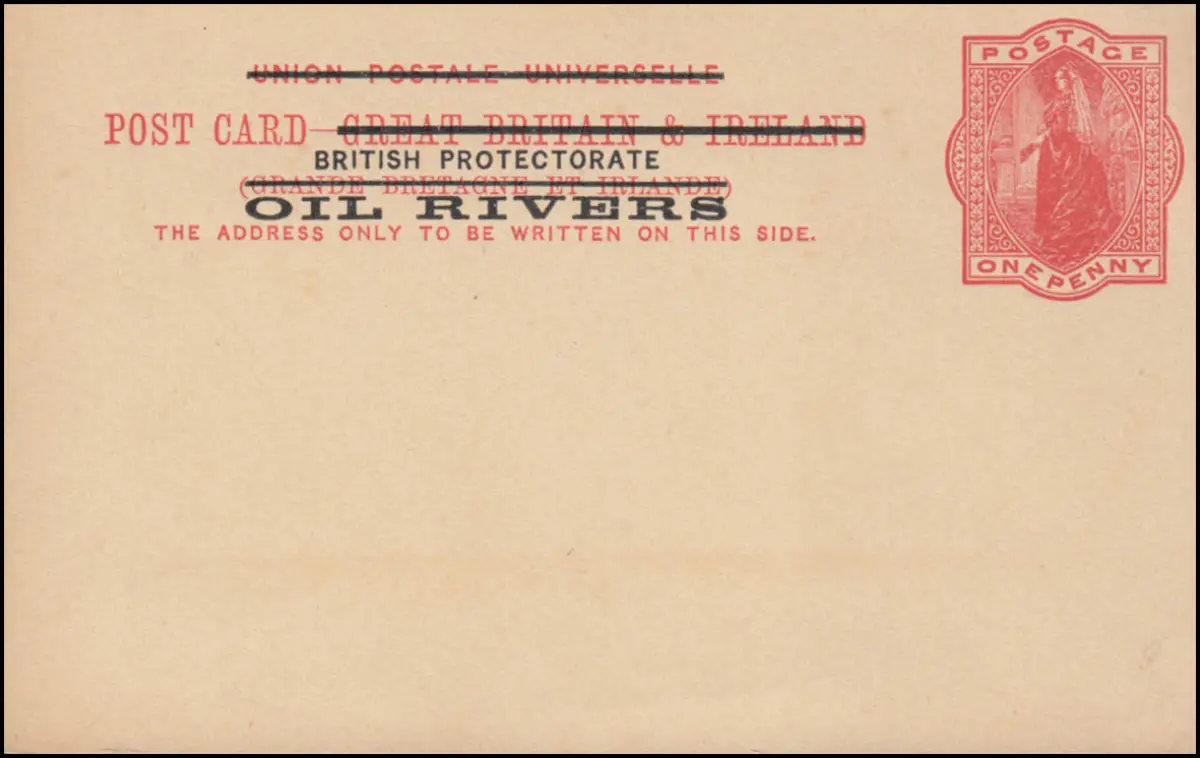 UNION POSTALE UNIVERSELLE
POST CARD—GREAT BRITAIN & IRELAND
BRITISH PROTECTORATE
(GRANDE BRETAGNE ET IRLANDE)
OIL RIVERS
THE ADDRESS ONLY TO BE WRITTEN ON THIS SIDE.
POSTAGE
ONE PENNY